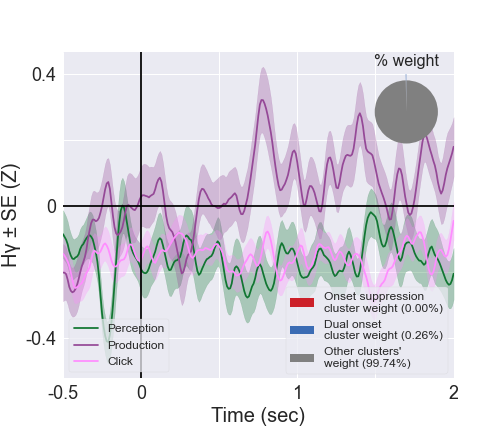 % weight
0.4
0
-0.4
Hγ ± SE (Z)
Perception
Production
Click
Onset suppression
cluster weight (0.00%)
Dual onset
cluster weight (0.26%)
Other clusters'
weight (99.74%)
-0.5
0
1
2
Time (sec)